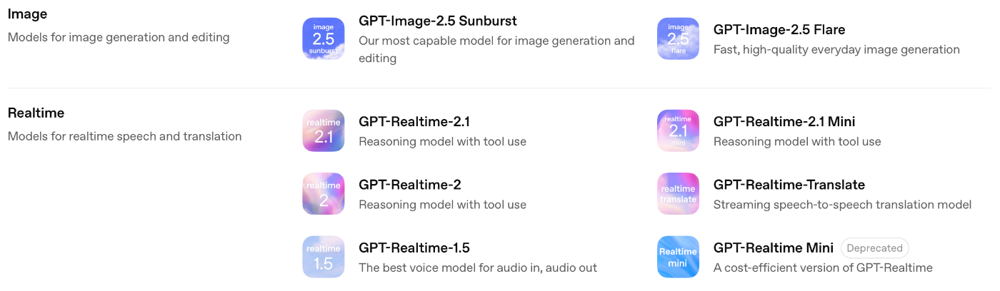 Image
Models for image generation and editing
image
2.5
sunburst
GPT-Image-2.5 Sunburst
Our most capable model for image generation and
editing
image
2.5
flare
GPT-Image-2.5 Flare
Fast, high-quality everyday image generation
Realtime
Models for realtime speech and translation
realtime
2.1
GPT-Realtime-2.1
Reasoning model with tool use
realtime
2.1
mini
GPT-Realtime-2.1 Mini
Reasoning model with tool use
realtime
2
GPT-Realtime-2
Reasoning model with tool use
realtime
translate
GPT-Realtime-Translate
Streaming speech-to-speech translation model
realtime
1.5
GPT-Realtime-1.5
The best voice model for audio in, audio out
Realtime
mini
GPT-Realtime Mini Deprecated
A cost-efficient version of GPT-Realtime